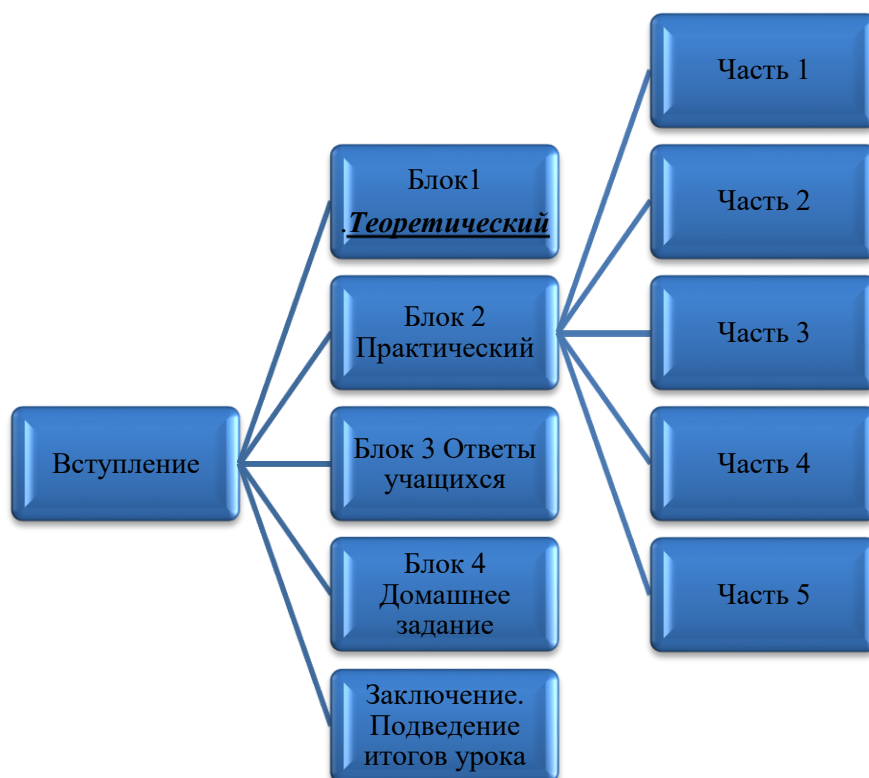 Вступление
Блок1
.Теоретический
Блок 2
Практический
Блок 3 Ответы
учащихся
Блок 4
Домашнее
задание
Заключение.
Подведение
итогов урока
Часть 1
Часть 2
Часть 3
Часть 4
Часть 5